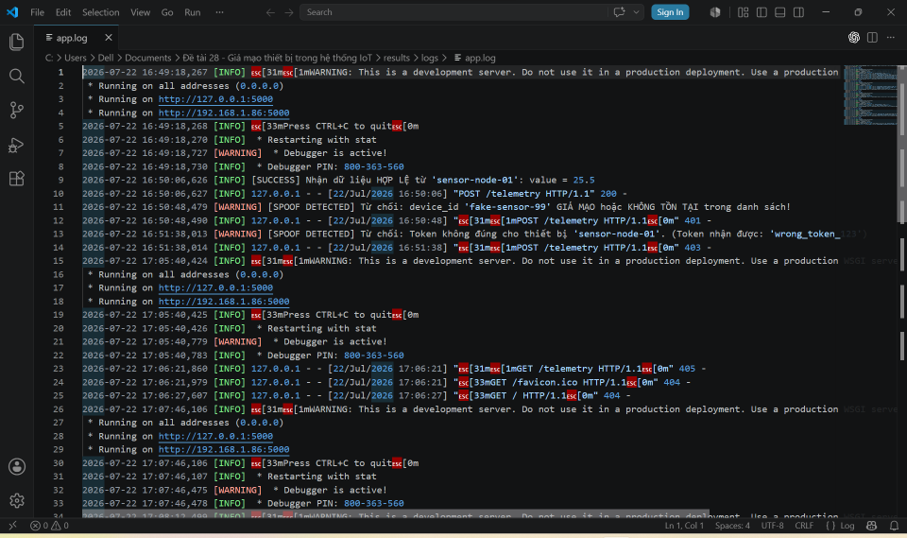 File Edit Selection View Go Run ··· Search Sign In
app.log
C: > Users > Dell > Documents > Đề tài 28 - Giả mạo thiết bị trong hệ thống IoT > results > logs > app.log
1 2026-07-22 16:49:18,267 [INFO] ESC[31mESC[1mWARNING: This is a development server. Do not use it in a production deployment. Use a production
2 * Running on all addresses (0.0.0.0)
3 * Running on http://127.0.0.1:5000
4 * Running on http://192.168.1.86:5000
5 2026-07-22 16:49:18,268 [INFO] ESC[33mPress CTRL+C to quitESC[0m
6 2026-07-22 16:49:18,270 [INFO] * Restarting with stat
7 2026-07-22 16:49:18,727 [WARNING] * Debugger is active!
8 2026-07-22 16:49:18,730 [INFO] * Debugger PIN: 800-363-560
9 2026-07-22 16:50:06,626 [INFO] [SUCCESS] Nhận dữ liệu HỢP LỆ từ 'sensor-node-01': value = 25.5
10 2026-07-22 16:50:06,627 [INFO] 127.0.0.1 - - [22/Jul/2026 16:50:06] "POST /telemetry HTTP/1.1" 200 -
11 2026-07-22 16:50:48,479 [WARNING] [SPOOF DETECTED] Từ chối: device_id 'fake-sensor-99' GIẢ MẠO hoặc KHÔNG TỒN TẠI trong danh sách!
12 2026-07-22 16:50:48,490 [INFO] 127.0.0.1 - - [22/Jul/2026 16:50:48] "ESC[31mESC[1mPOST /telemetry HTTP/1.1ESC[0m" 401 -
13 2026-07-22 16:51:38,013 [WARNING] [SPOOF DETECTED] Từ chối: Token không đúng cho thiết bị 'sensor-node-01'. (Token nhận được: 'wrong_token_
14 2026-07-22 16:51:38,014 [INFO] 127.0.0.1 - - [22/Jul/2026 16:51:38] "ESC[31mESC[1mPOST /telemetry HTTP/1.1ESC[0m" 403 -
15 2026-07-22 17:05:40,424 [INFO] ESC[31mESC[1mWARNING: This is a development server. Do not use it in a production deployment. Use a production WSGI serve
16 * Running on all addresses (0.0.0.0)
17 * Running on http://127.0.0.1:5000
18 * Running on http://192.168.1.86:5000
19 2026-07-22 17:05:40,425 [INFO] ESC[33mPress CTRL+C to quitESC[0m
20 2026-07-22 17:05:40,426 [INFO] * Restarting with stat
21 2026-07-22 17:05:40,779 [WARNING] * Debugger is active!
22 2026-07-22 17:05:40,783 [INFO] * Debugger PIN: 800-363-560
23 2026-07-22 17:06:21,860 [INFO] 127.0.0.1 - - [22/Jul/2026 17:06:21] "ESC[31mESC[1mGET /telemetry HTTP/1.1ESC[0m" 405 -
24 2026-07-22 17:06:21,979 [INFO] 127.0.0.1 - - [22/Jul/2026 17:06:21] "ESC[33mGET /favicon.ico HTTP/1.1ESC[0m" 404 -
25 2026-07-22 17:06:27,607 [INFO] 127.0.0.1 - - [22/Jul/2026 17:06:27] "ESC[33mGET / HTTP/1.1ESC[0m" 404 -
26 2026-07-22 17:07:46,106 [INFO] ESC[31mESC[1mWARNING: This is a development server. Do not use it in a production deployment. Use a production WSGI serve
27 * Running on all addresses (0.0.0.0)
28 * Running on http://127.0.0.1:5000
29 * Running on http://192.168.1.86:5000
30 2026-07-22 17:07:46,106 [INFO] ESC[33mPress CTRL+C to quitESC[0m
31 2026-07-22 17:07:46,107 [INFO] * Restarting with stat
32 2026-07-22 17:07:46,475 [WARNING] * Debugger is active!
33 2026-07-22 17:07:46,478 [INFO] * Debugger PIN: 800-363-560
34 2026-07-22 17:08:12,490 [INFO] ESC[31mESC[1mWARNING: This is a development server. Do not use it in a production deployment. Use a production WSGI serve
0 0 Ln 1, Col 1 Spaces: 4 UTF-8 CRLF { } Log